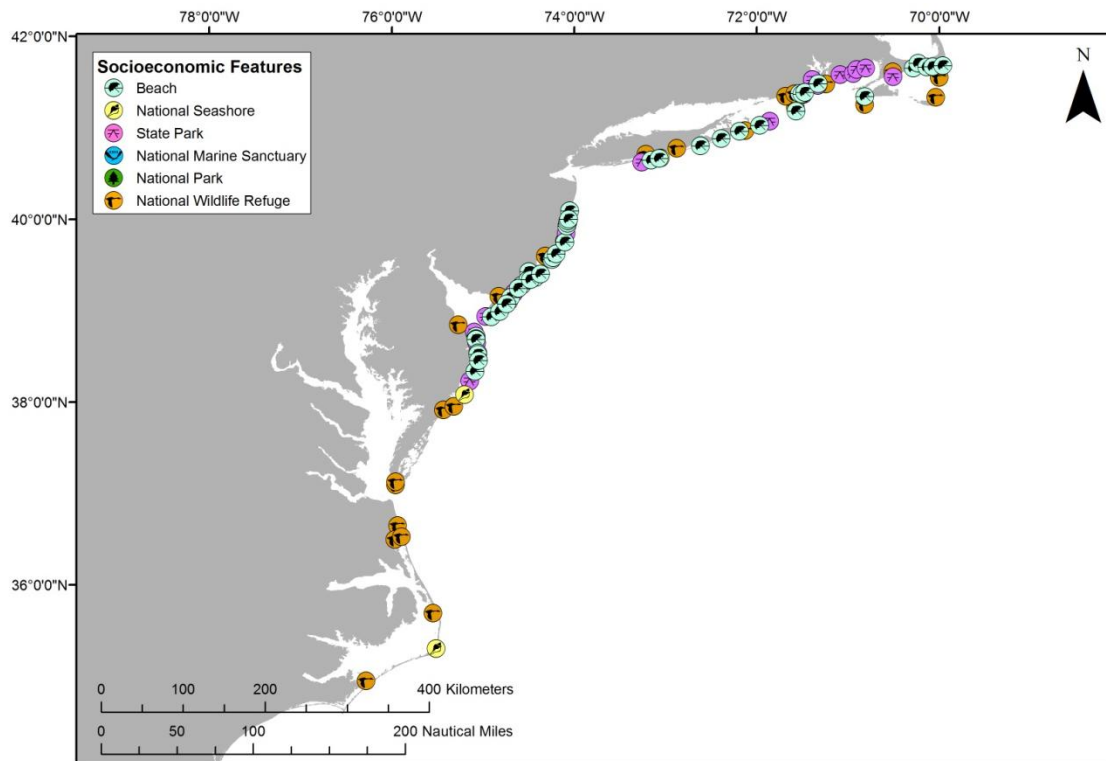 78°0'0"W 76°0'0"W 74°0'0"W 72°0'0"W 70°0'0"W
42°0'0"N
N
Socioeconomic Features
Beach
National Seashore
State Park
National Marine Sanctuary
National Park
National Wildlife Refuge
40°0'0"N
38°0'0"N
36°0'0"N
0 100 200 400 Kilometers
0 50 100 200 Nautical Miles